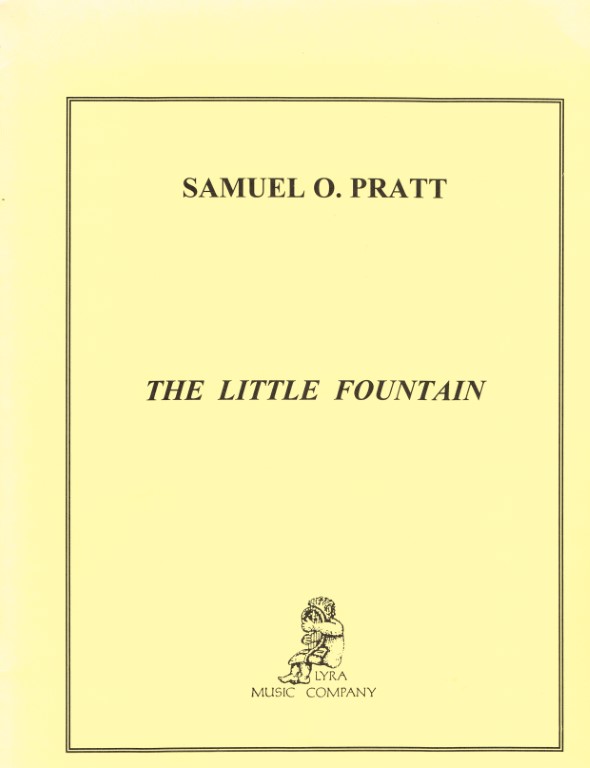 SAMUEL O. PRATT
THE LITTLE FOUNTAIN
LYRA
MUSIC COMPANY